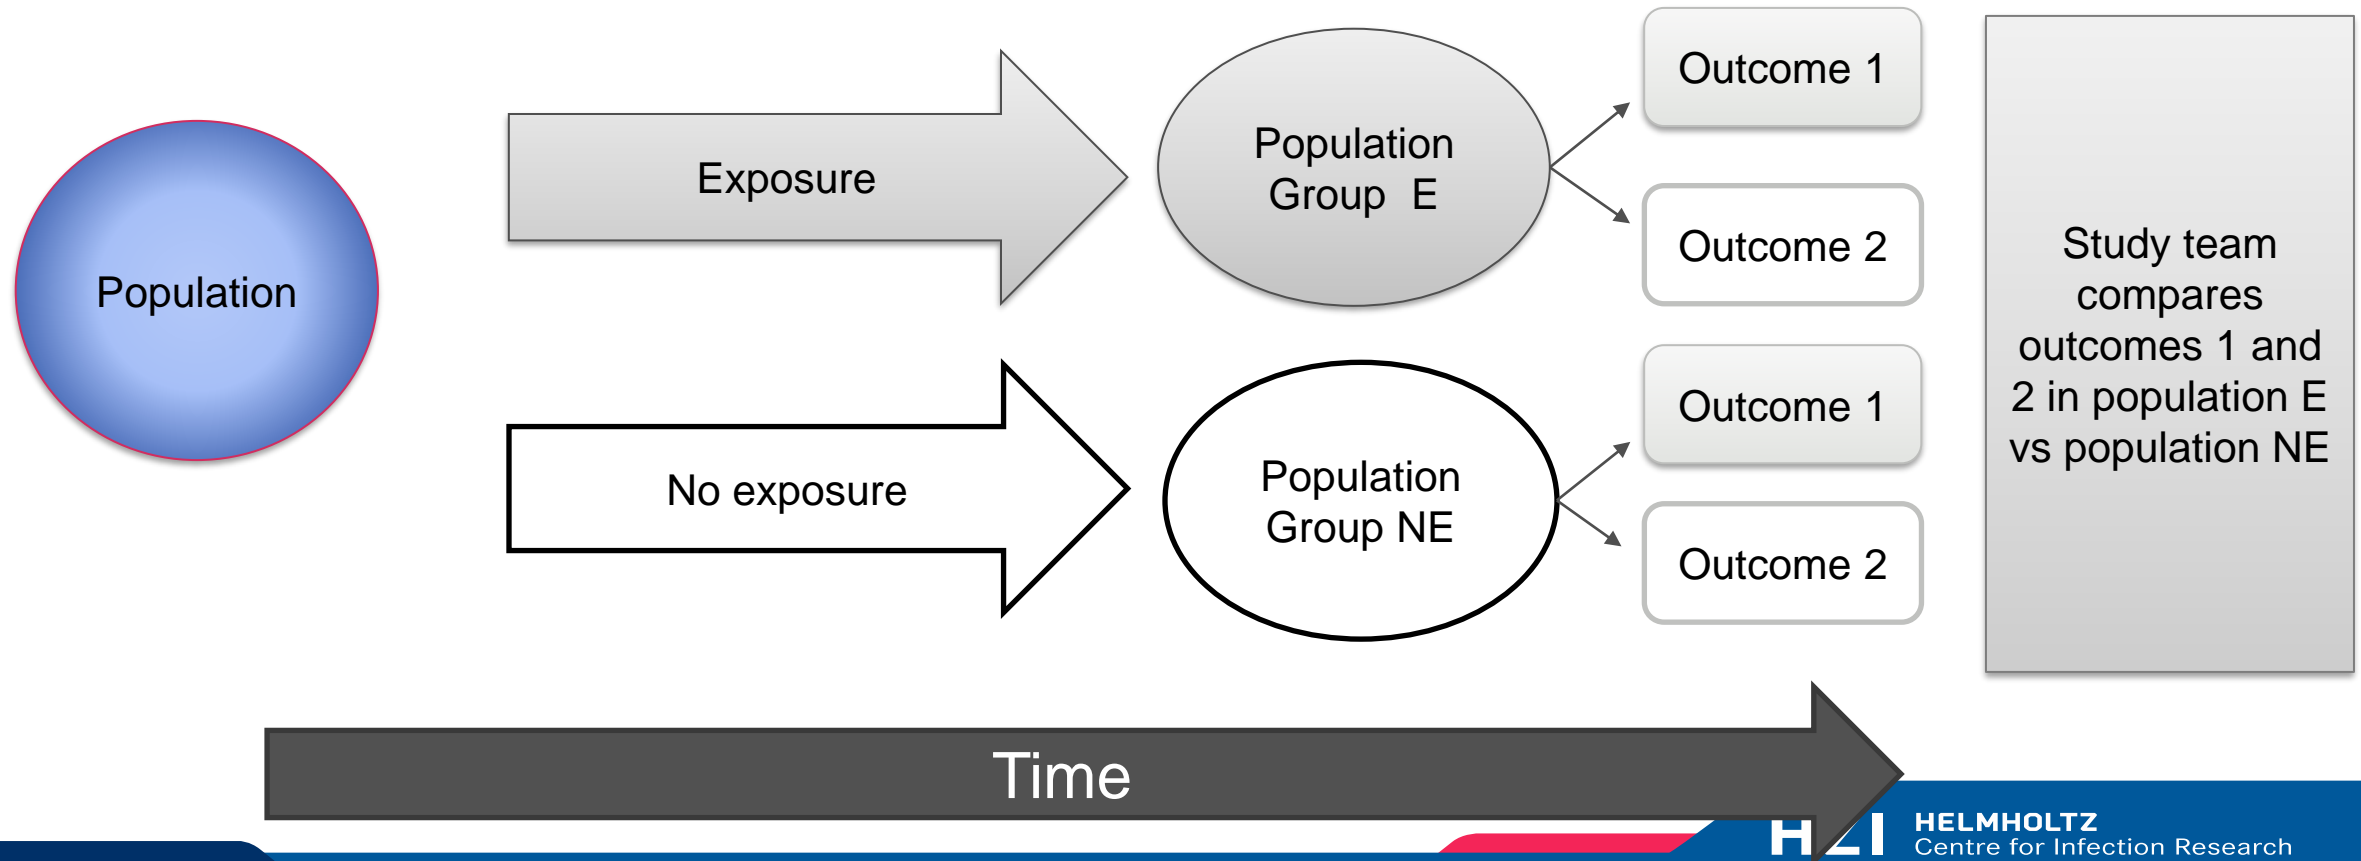 Population
Exposure
No exposure
Population
Group E
Population
Group NE
Outcome 1
Outcome 2
Outcome 1
Outcome 2
Study team
compares
outcomes 1 and
2 in population E
vs population NE
Time
HZI
HELMHOLTZ
Centre for Infection Research